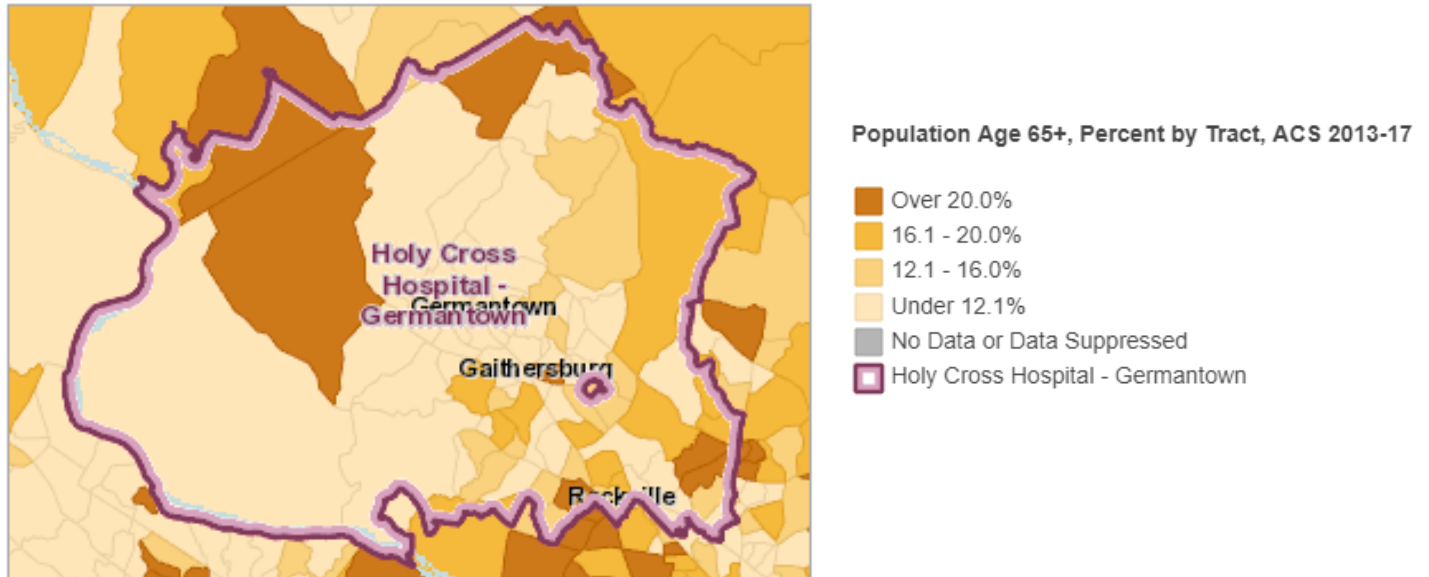 Holy Cross
Hospital -
Germantown
Germantown
Gaithersburg
Rockville
Population Age 65+, Percent by Tract, ACS 2013-17
Over 20.0%
16.1 - 20.0%
12.1 - 16.0%
Under 12.1%
No Data or Data Suppressed
Holy Cross Hospital - Germantown